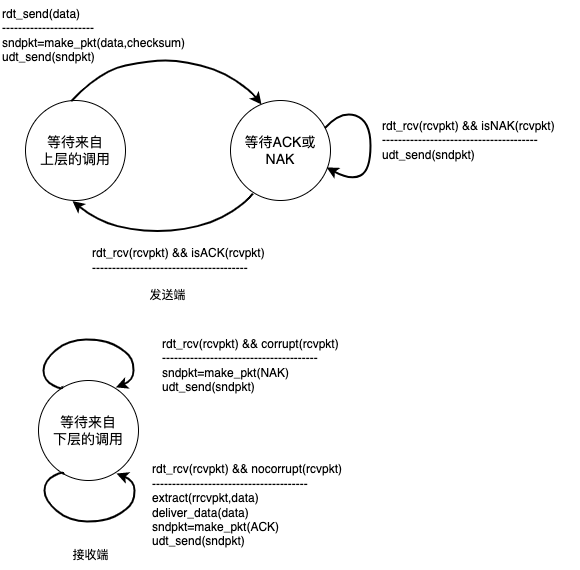 rdt_send(data)
-----------------------
sndpkt=make_pkt(data,checksum)
udt_send(sndpkt)
等待来自
上层的调用
等待ACK或
NAK
rdt_rcv(rcvpkt) && isNAK(rcvpkt)
---------------------------------------
udt_send(sndpkt)
rdt_rcv(rcvpkt) && isACK(rcvpkt)
---------------------------------------
发送端
rdt_rcv(rcvpkt) && corrupt(rcvpkt)
---------------------------------------
sndpkt=make_pkt(NAK)
udt_send(sndpkt)
等待来自
下层的调用
rdt_rcv(rcvpkt) && nocorrupt(rcvpkt)
---------------------------------------
extract(rrcvpkt,data)
deliver_data(data)
sndpkt=make_pkt(ACK)
udt_send(sndpkt)
接收端